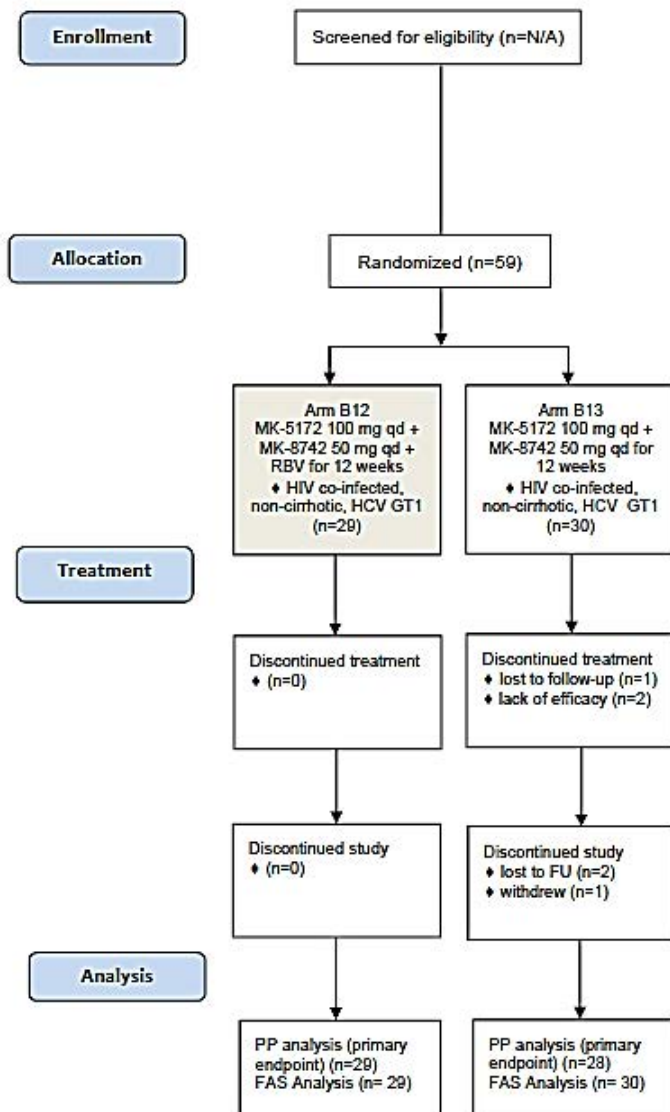 Enrollment
Screened for eligibility (n=N/A)
Allocation
Randomized (n=59)
Arm B12
MK-5172 100 mg qd +
MK-8742 50 mg qd +
RBV for 12 weeks
♦ HIV co-infected,
non-cirrhotic, HCV GT1
(n=29)
Arm B13
MK-5172 100 mg qd +
MK-8742 50 mg qd for
12 weeks
♦ HIV co-infected,
non-cirrhotic, HCV GT1
(n=30)
Treatment
Discontinued treatment
♦ (n=0)
Discontinued treatment
♦ lost to follow-up (n=1)
♦ lack of efficacy (n=2)
Discontinued study
♦ (n=0)
Discontinued study
♦ lost to FU (n=2)
♦ withdrew (n=1)
Analysis
PP analysis (primary
endpoint) (n=29)
FAS Analysis (n= 29)
PP analysis (primary
endpoint) (n=28)
FAS Analysis (n= 30)